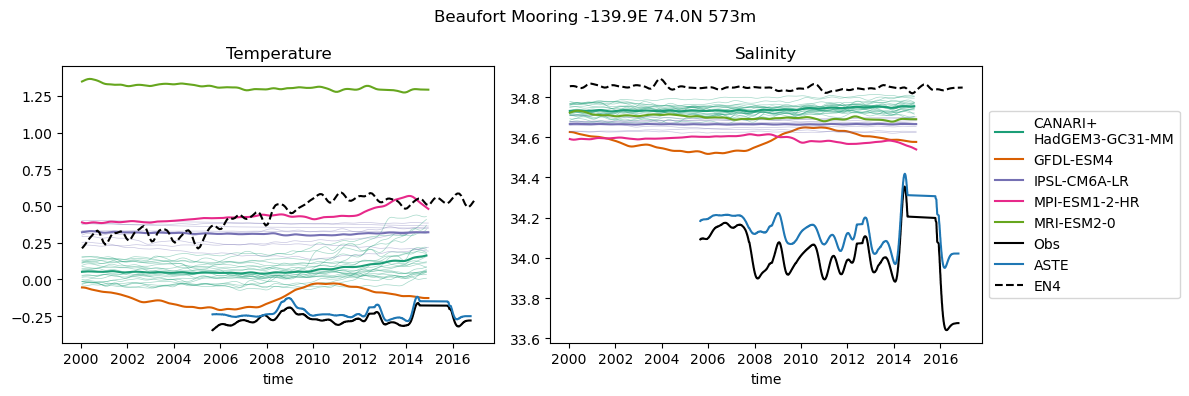 Beaufort Mooring -139.9E 74.0N 573m
Temperature
1.25
1.00
0.75
0.50
0.25
0.00
−0.25
2000 2002 2004 2006 2008 2010 2012 2014 2016
time
Salinity
34.8
34.6
34.4
34.2
34.0
33.8
33.6
2000 2002 2004 2006 2008 2010 2012 2014 2016
time
CANARI+
HadGEM3-GC31-MM
GFDL-ESM4
IPSL-CM6A-LR
MPI-ESM1-2-HR
MRI-ESM2-0
Obs
ASTE
EN4